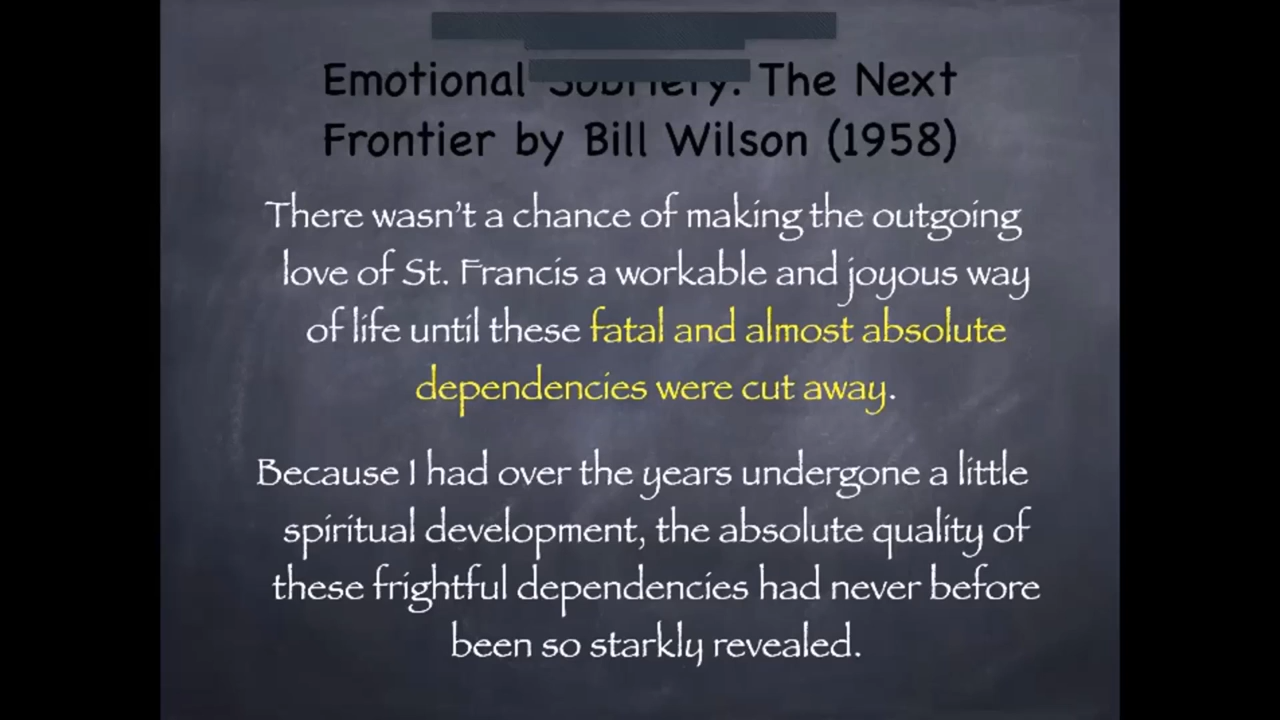 Emotional Sobriety: The Next
Frontier by Bill Wilson (1958)
There wasn't a chance of making the outgoing
love of St. Francis a workable and joyous way
of life until these fatal and almost absolute
dependencies were cut away.
Because I had over the years undergone a little
spiritual development, the absolute quality of
these frightful dependencies had never before
been so starkly revealed.